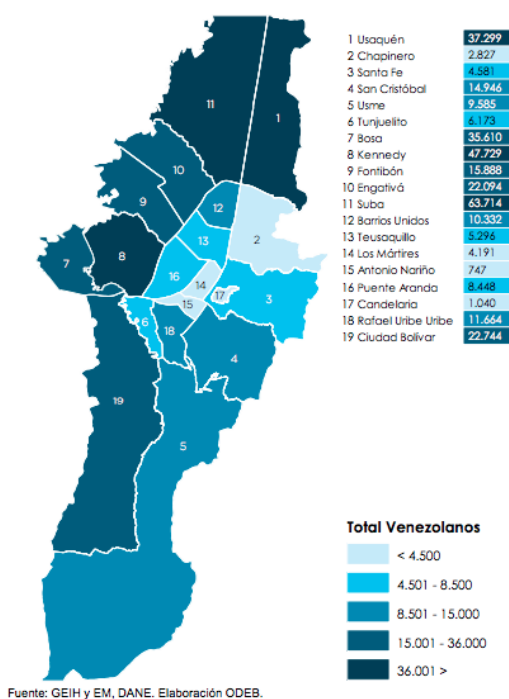 1 Usaquén 37.299
2 Chapinero 2.827
3 Santa Fe 4.581
4 San Cristóbal 14.946
5 Usme 9.585
6 Tunjuelito 6.173
7 Bosa 35.610
8 Kennedy 47.729
9 Fontibón 15.888
10 Engativá 22.094
11 Suba 63.714
12 Barrios Unidos 10.332
13 Teusaquillo 5.296
14 Los Mártires 4.191
15 Antonio Nariño 747
16 Puente Aranda 8.448
17 Candelaria 1.040
18 Rafael Uribe Uribe 11.664
19 Ciudad Bolívar 22.744
11
1
10
9
12
13
2
8
7
16
14
15
17
3
6
18
4
19
5
Total Venezolanos
< 4.500
4.501 - 8.500
8.501 - 15.000
15.001 - 36.000
36.001 >
Fuente: GEIH y EM, DANE. Elaboración ODEB.